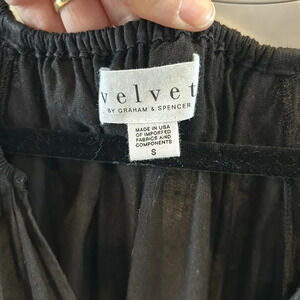 velvet
BY GRAHAM & SPENCER
MADE IN USA
OF IMPORTED
FABRICS AND
COMPONENTS
S